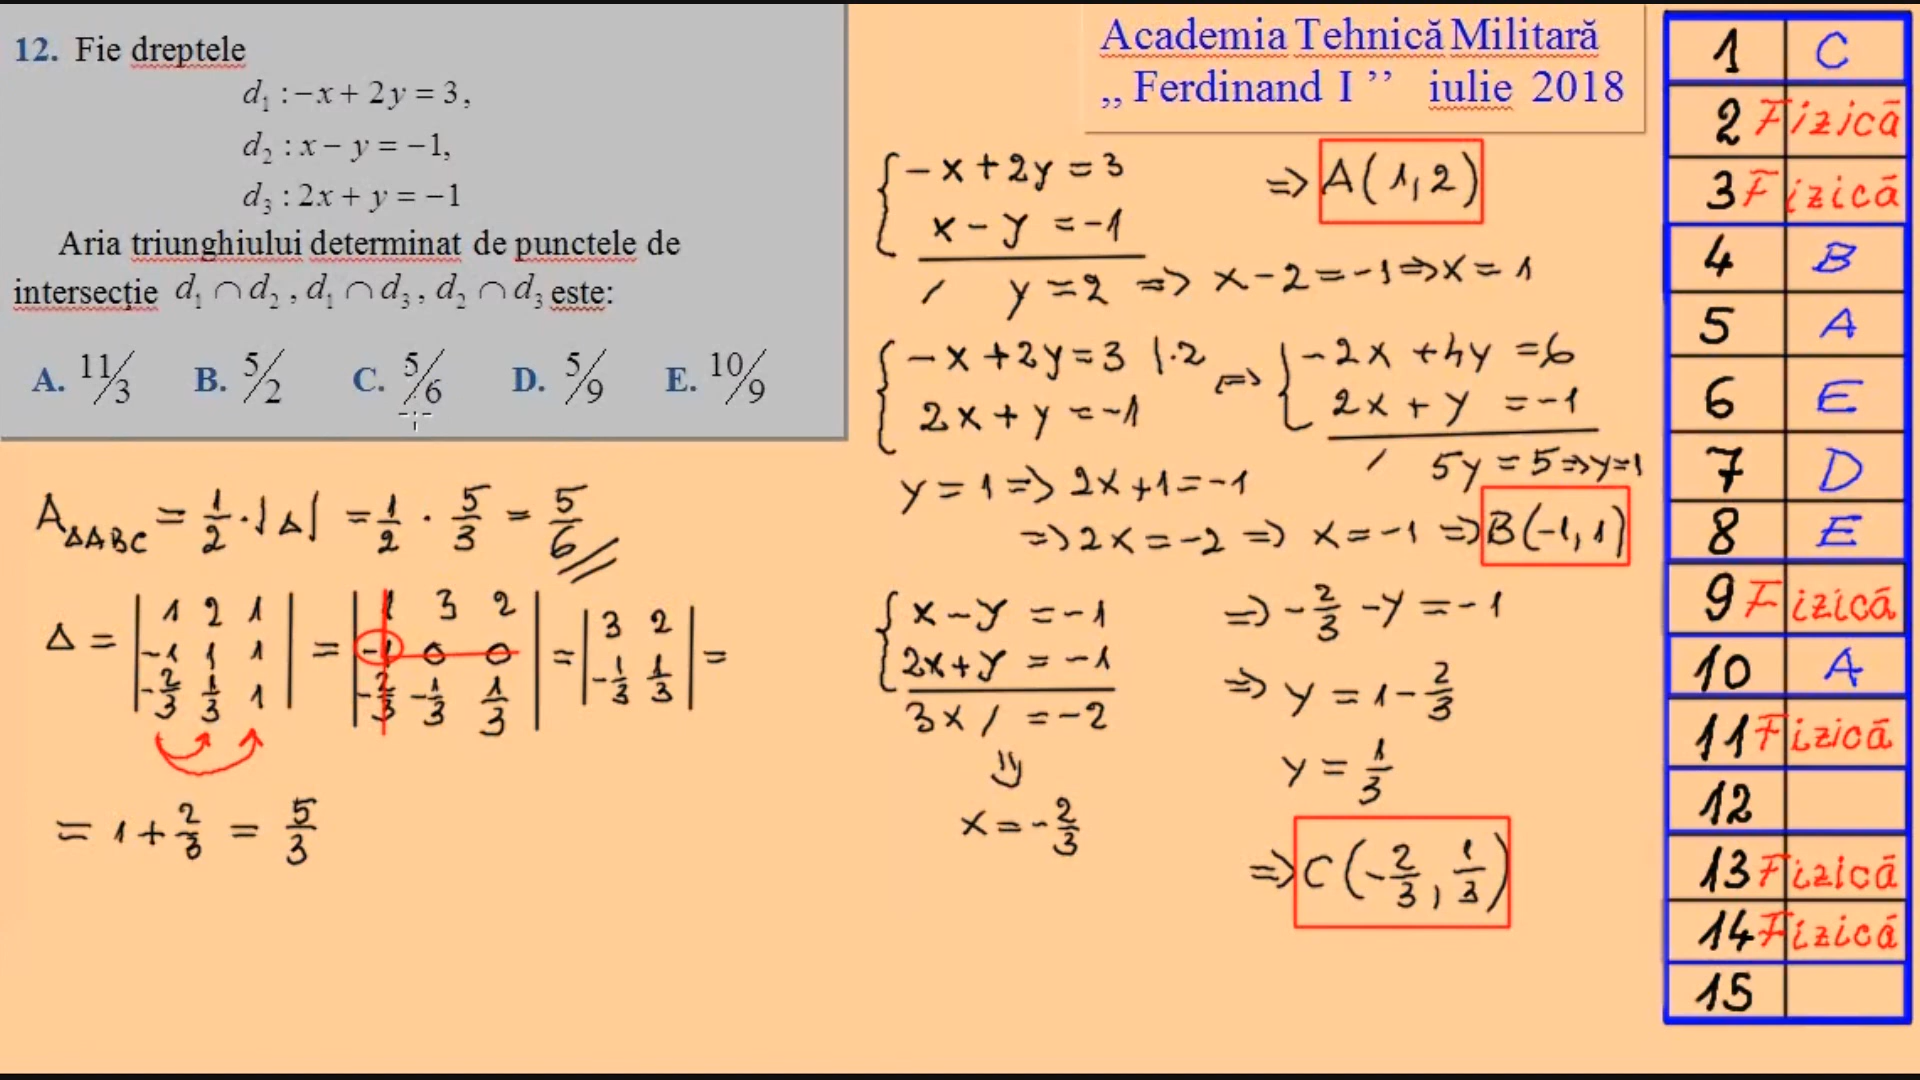 12. Fie dreptele
d₁ : −x + 2y = 3,
d₂ : x − y = −1,
d₃ : 2x + y = −1
Aria triunghiului determinat de punctele de
intersecție d₁ ∩ d₂ , d₁ ∩ d₃ , d₂ ∩ d₃ este:
A. 11/3 B. 5/2 C. 5/6 D. 5/9 E. 10/9
Academia Tehnică Militară
,, Ferdinand I ’’ iulie 2018
A△ABC = 1/2 · |△| = 1/2 · 5/3 = 5/6
△ = | 1 2 1 | = | 1 3 2 | = | 3 2 | =
| -1 1 1 | | -1 0 0 | | -1/3 1/3 |
| -2/3 1/3 1 | | -2/3 -1/3 1/3 |
= 1 + 2/3 = 5/3
{ -x + 2y = 3 => A(1,2)
x - y = -1
/ y = 2 => x - 2 = -1 => x = 1
{ -x + 2y = 3 |·2 <=> { -2x + 4y = 6
2x + y = -1 2x + y = -1
/ 5y = 5 => y = 1
y = 1 => 2x + 1 = -1
=> 2x = -2 => x = -1 => B(-1, 1)
{ x - y = -1 => -2/3 - y = -1
2x + y = -1 => y = 1 - 2/3
3x / = -2
y = 1/3
⇓
x = -2/3
=> C(-2/3, 1/3)
1 C
2 Fizică
3 Fizică
4 B
5 A
6 E
7 D
8 E
9 Fizică
10 A
11 Fizică
12
13 Fizică
14 Fizică
15